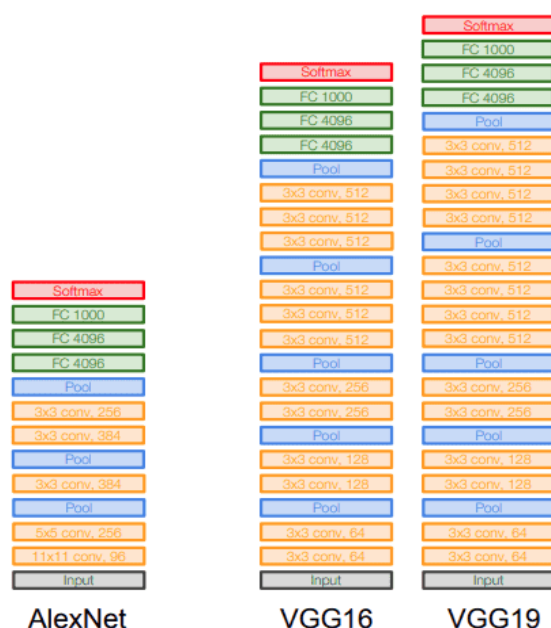 Softmax
FC 1000
FC 4096
FC 4096
Pool
3x3 conv, 256
3x3 conv, 384
Pool
3x3 conv, 384
Pool
5x5 conv, 256
11x11 conv, 96
Input
AlexNet
Softmax
FC 1000
FC 4096
FC 4096
Pool
3x3 conv, 512
3x3 conv, 512
3x3 conv, 512
Pool
3x3 conv, 512
3x3 conv, 512
3x3 conv, 512
Pool
3x3 conv, 256
3x3 conv, 256
Pool
3x3 conv, 128
3x3 conv, 128
Pool
3x3 conv, 64
3x3 conv, 64
Input
VGG16
Softmax
FC 1000
FC 4096
FC 4096
Pool
3x3 conv, 512
3x3 conv, 512
3x3 conv, 512
3x3 conv, 512
Pool
3x3 conv, 512
3x3 conv, 512
3x3 conv, 512
3x3 conv, 512
Pool
3x3 conv, 256
3x3 conv, 256
Pool
3x3 conv, 128
3x3 conv, 128
Pool
3x3 conv, 64
3x3 conv, 64
Input
VGG19